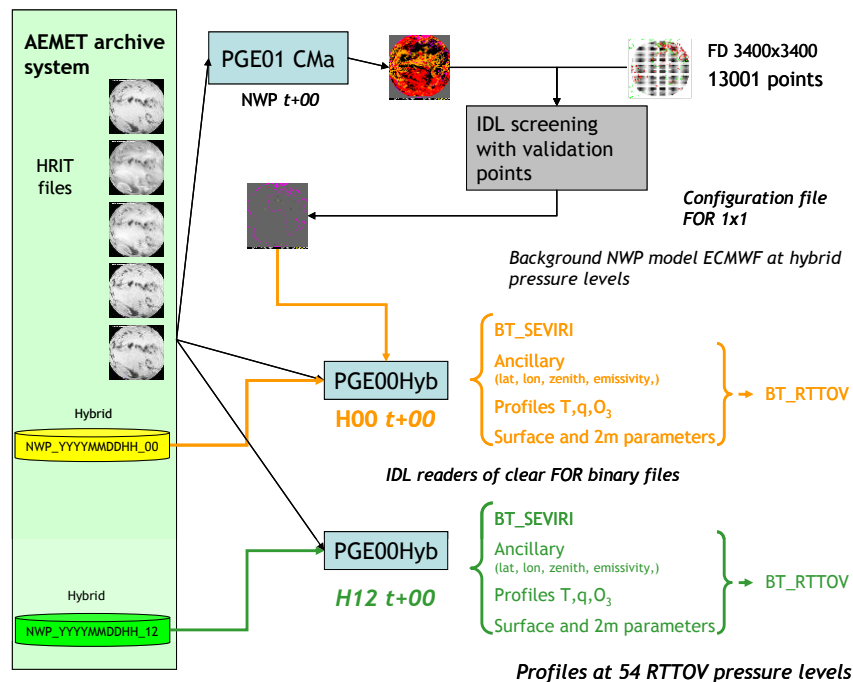 AEMET archive
system
HRIT
files
PGE01 CMa
NWP t+00
FD 3400x3400
13001 points
IDL screening
with validation
points
Configuration file
FOR 1x1
Background NWP model ECMWF at hybrid
pressure levels
Hybrid
NWP_YYYYMMDDHH_00
PGE00Hyb
H00 t+00
BT_SEVIRI
Ancillary
(lat, lon, zenith, emissivity,)
Profiles T,q,O3
Surface and 2m parameters
BT_RTTOV
IDL readers of clear FOR binary files
Hybrid
NWP_YYYYMMDDHH_12
PGE00Hyb
H12 t+00
BT_SEVIRI
Ancillary
(lat, lon, zenith, emissivity,)
Profiles T,q,O3
Surface and 2m parameters
BT_RTTOV
Profiles at 54 RTTOV pressure levels